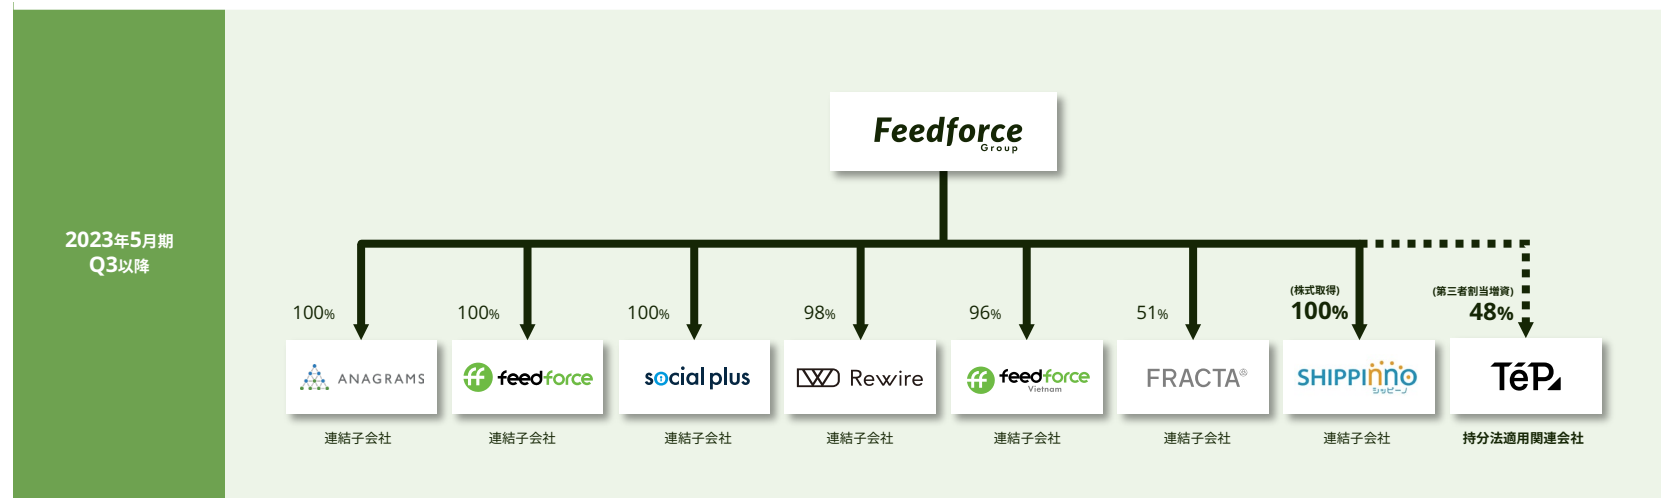 Feedforce
Group
2023年5月期
Q3以降
100%
100%
100%
98%
96%
51%
(株式取得)
100%
(第三者割当増資)
48%
ANAGRAMS
feedforce
social plus
Rewire
feedforce
Vietnam
FRACTA
SHIPPINNO
シッピーノ
TéP
連結子会社
連結子会社
連結子会社
連結子会社
連結子会社
連結子会社
連結子会社
持分法適用関連会社